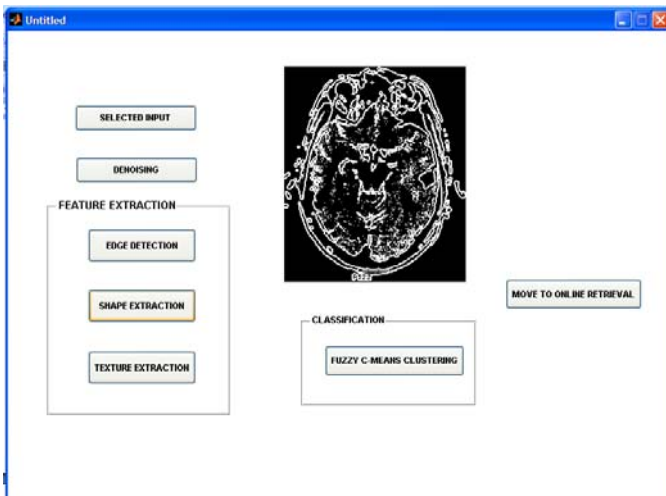 Untitled
SELECTED INPUT
DENOISING
FEATURE EXTRACTION
EDGE DETECTION
SHAPE EXTRACTION
TEXTURE EXTRACTION
CLASSIFICATION
FUZZY C-MEANS CLUSTERING
MOVE TO ONLINE RETRIEVAL